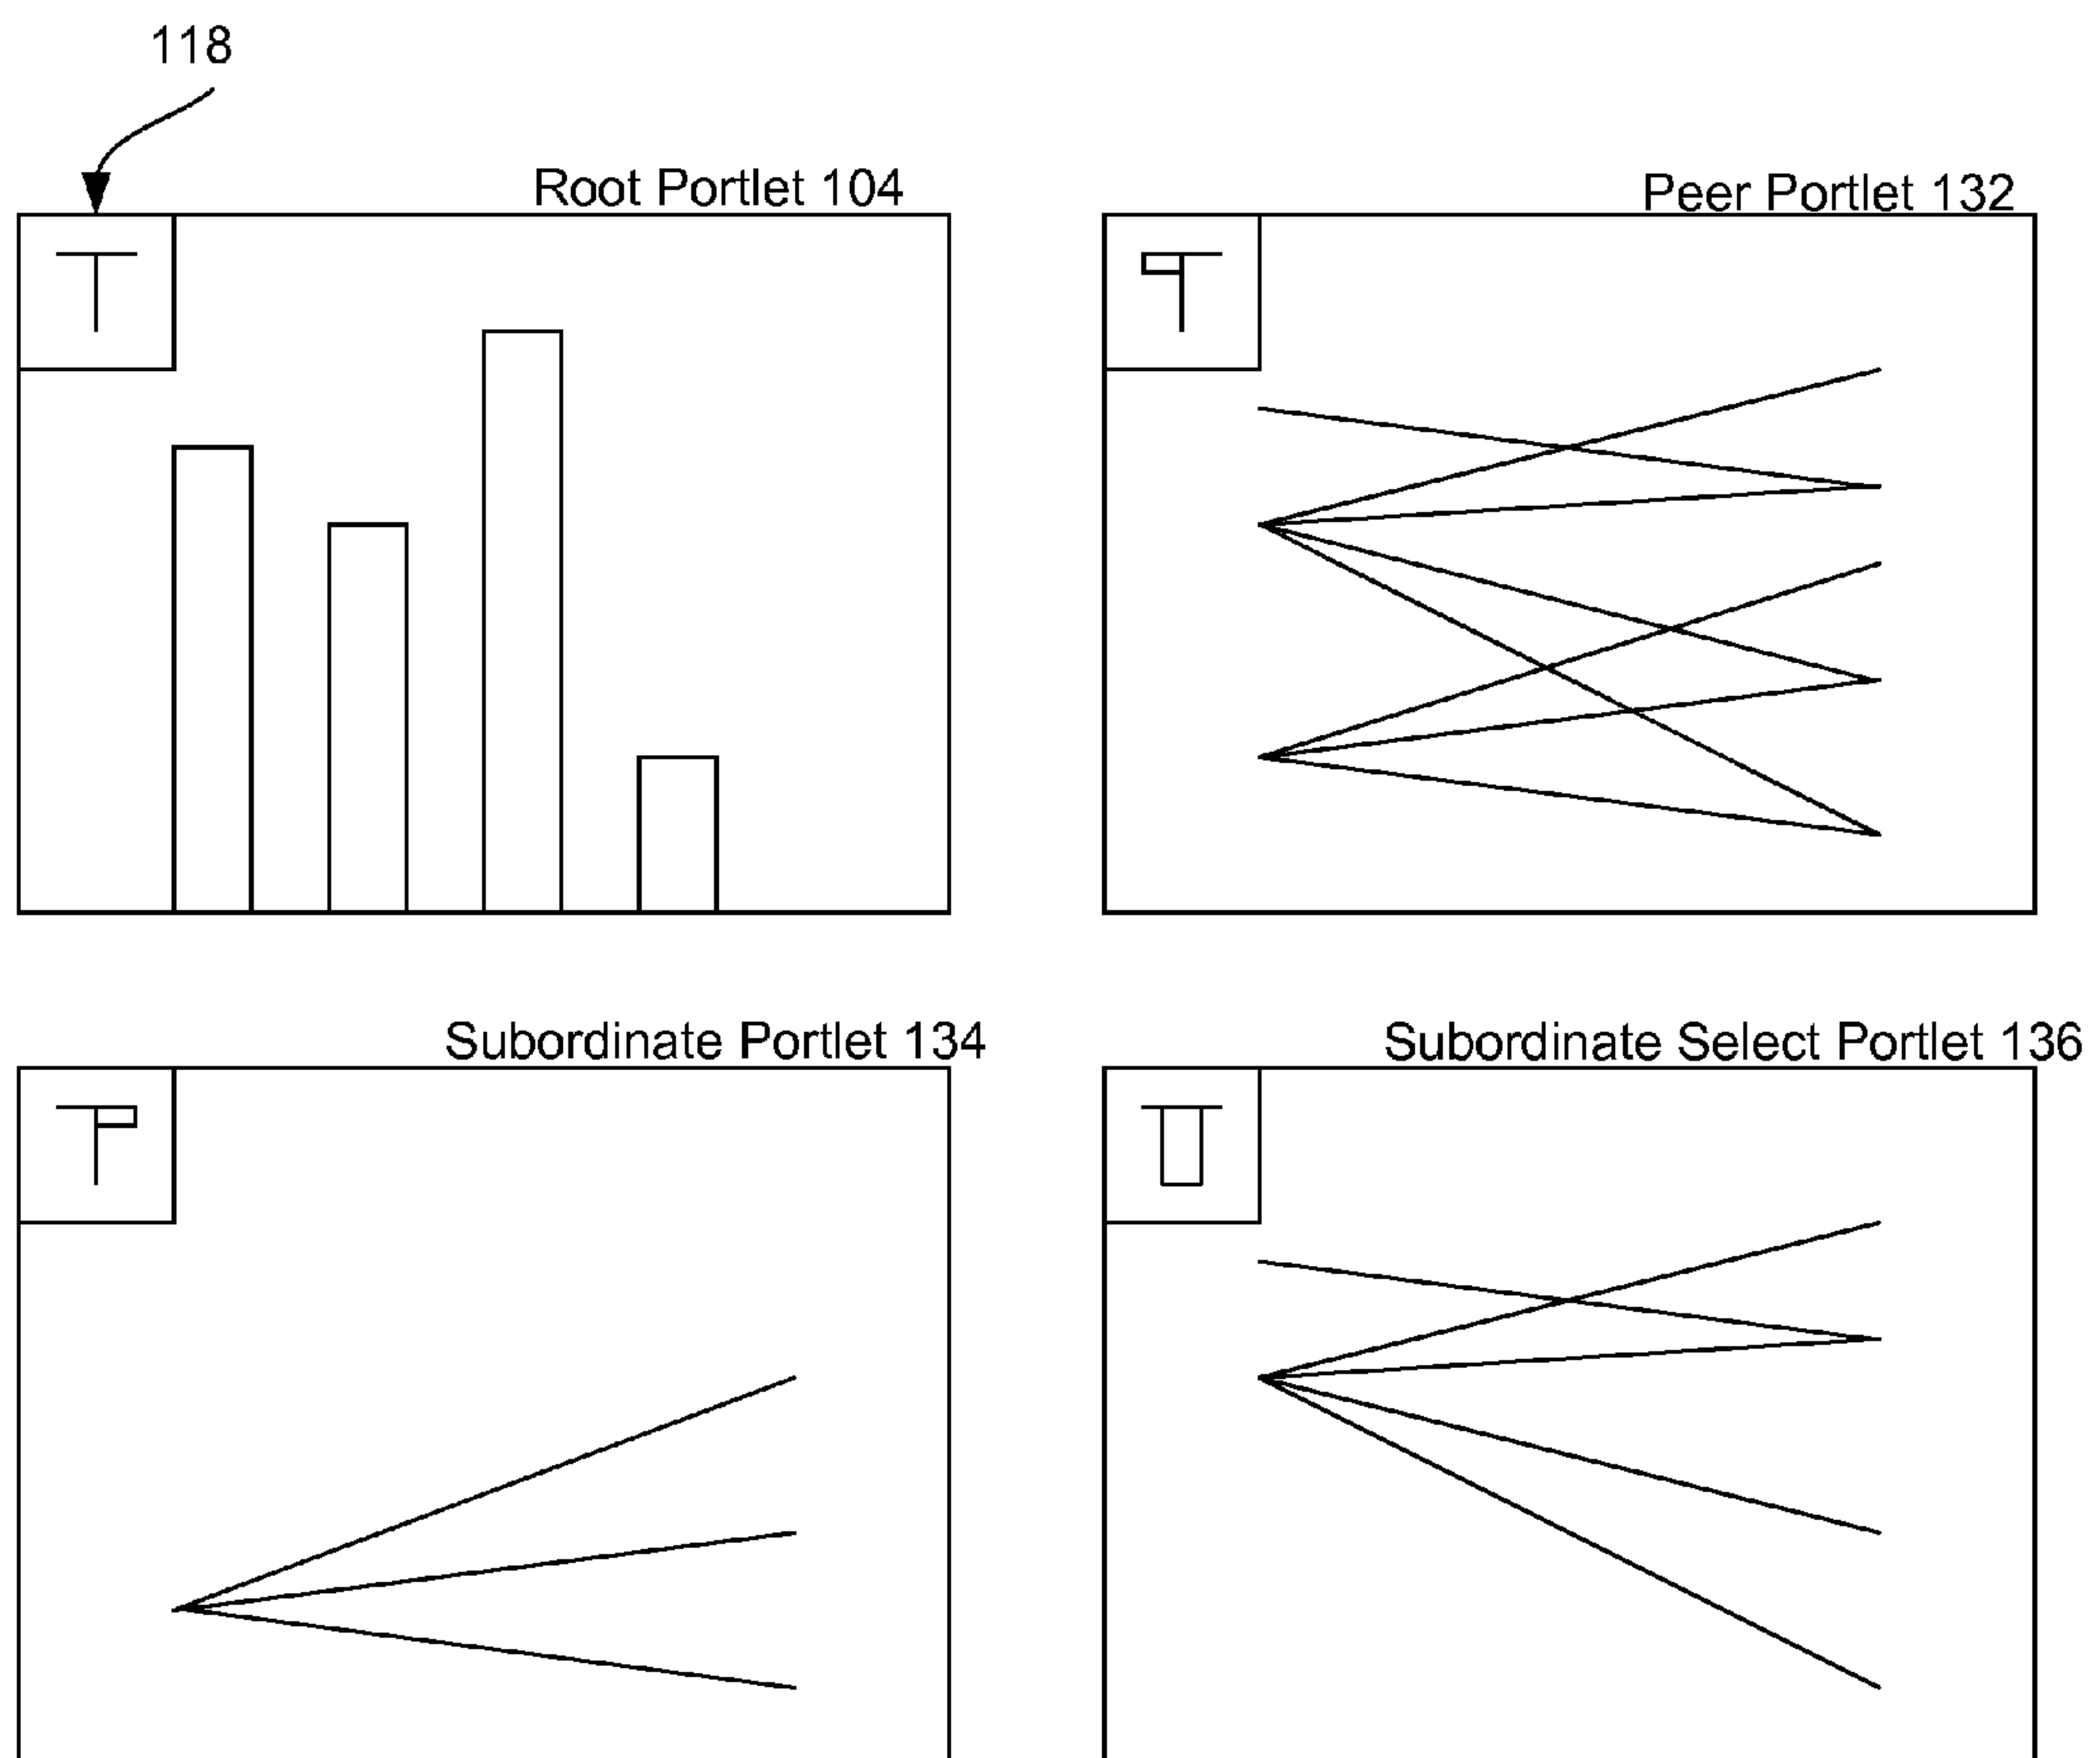 118
Root Portlet 104
Peer Portlet 132
T
Subordinate Portlet 134
Subordinate Select Portlet 136